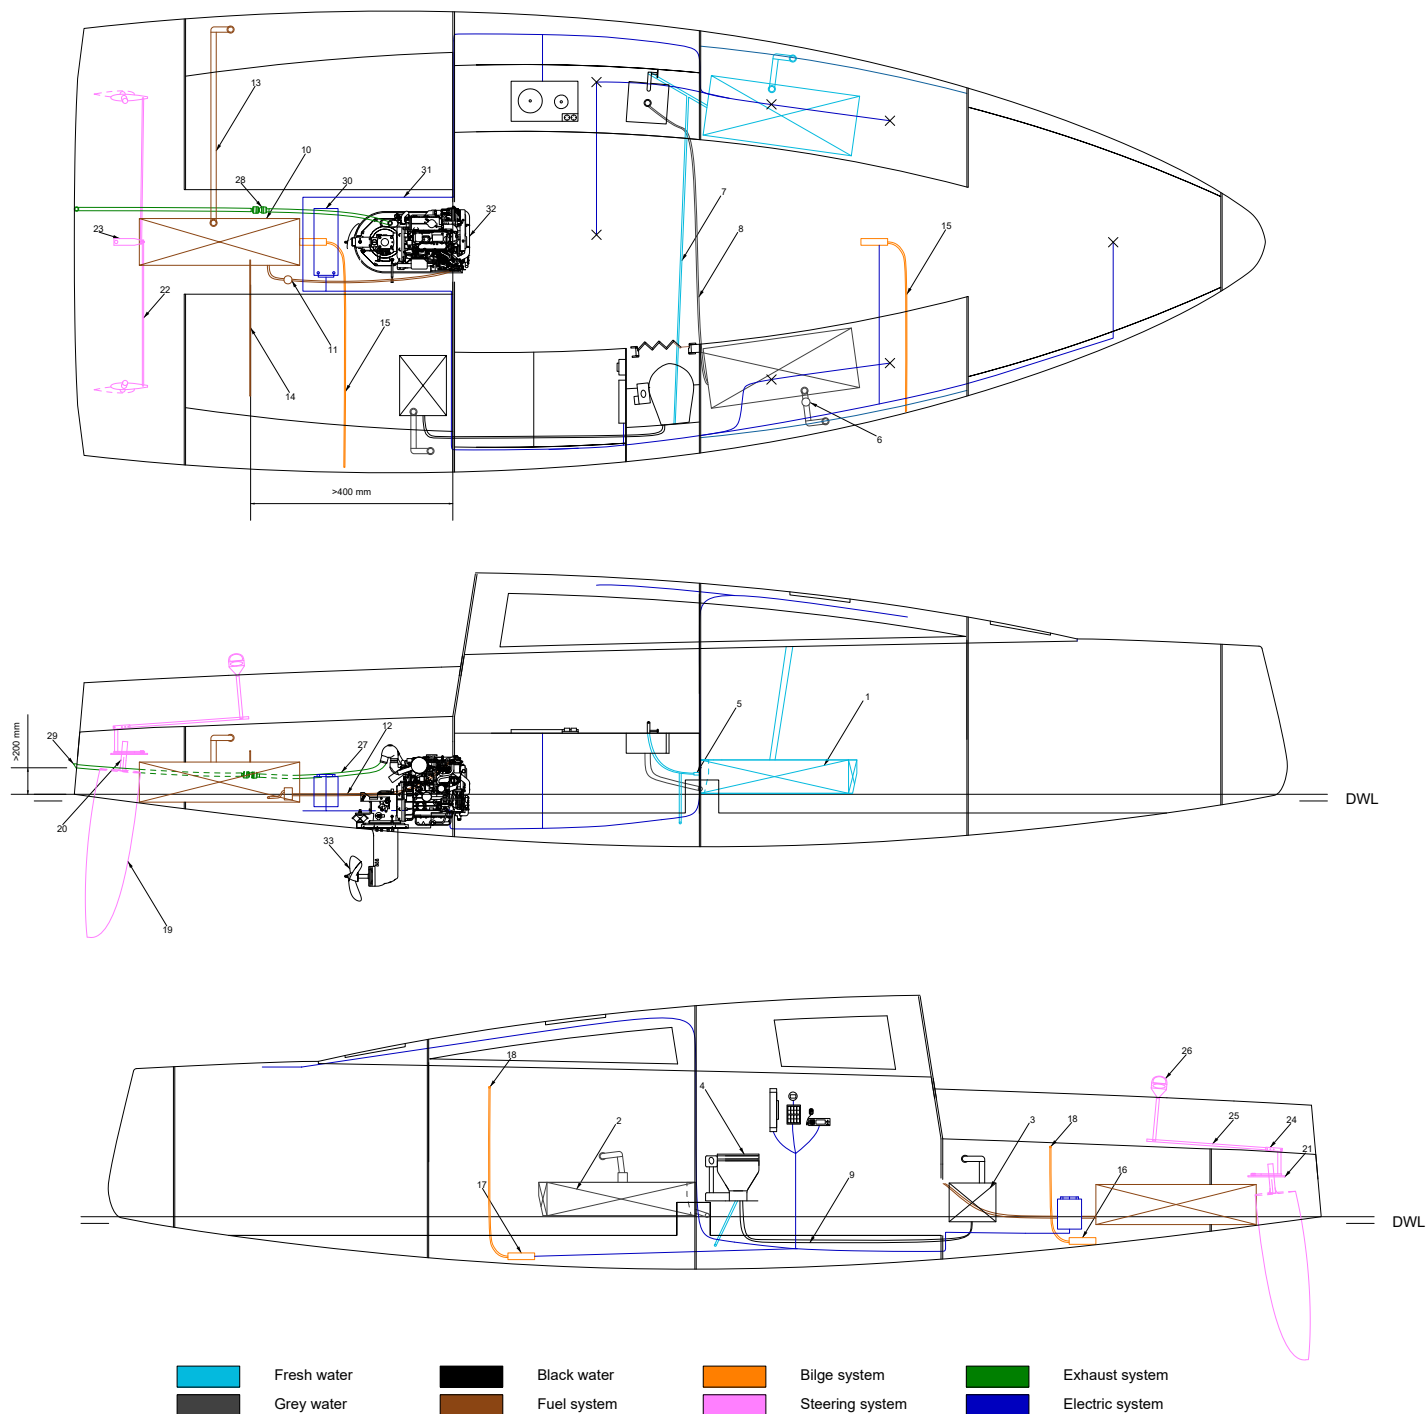 13
10
28
30
31
32
23
7
8
15
22
11
15
14
6
>400 mm
5
1
>200 mm
29
12
27
DWL
20
33
19
26
18
4
2
3
18
25
24
21
17
9
16
DWL
Fresh water
Black water
Bilge system
Exhaust system
Grey water
Fuel system
Steering system
Electric system